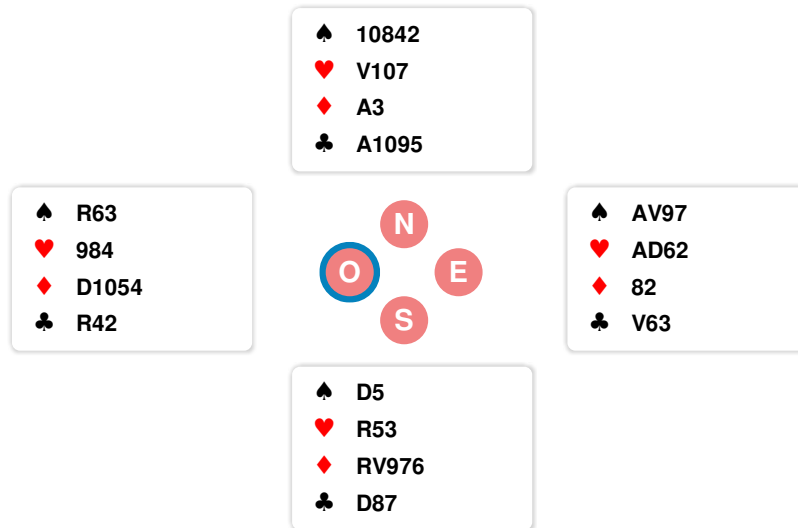 ♠ 10842
♥ V107
♦ A3
♣ A1095
♠ R63
♥ 984
♦ D1054
♣ R42
N
O E
S
♠ AV97
♥ AD62
♦ 82
♣ V63
♠ D5
♥ R53
♦ RV976
♣ D87